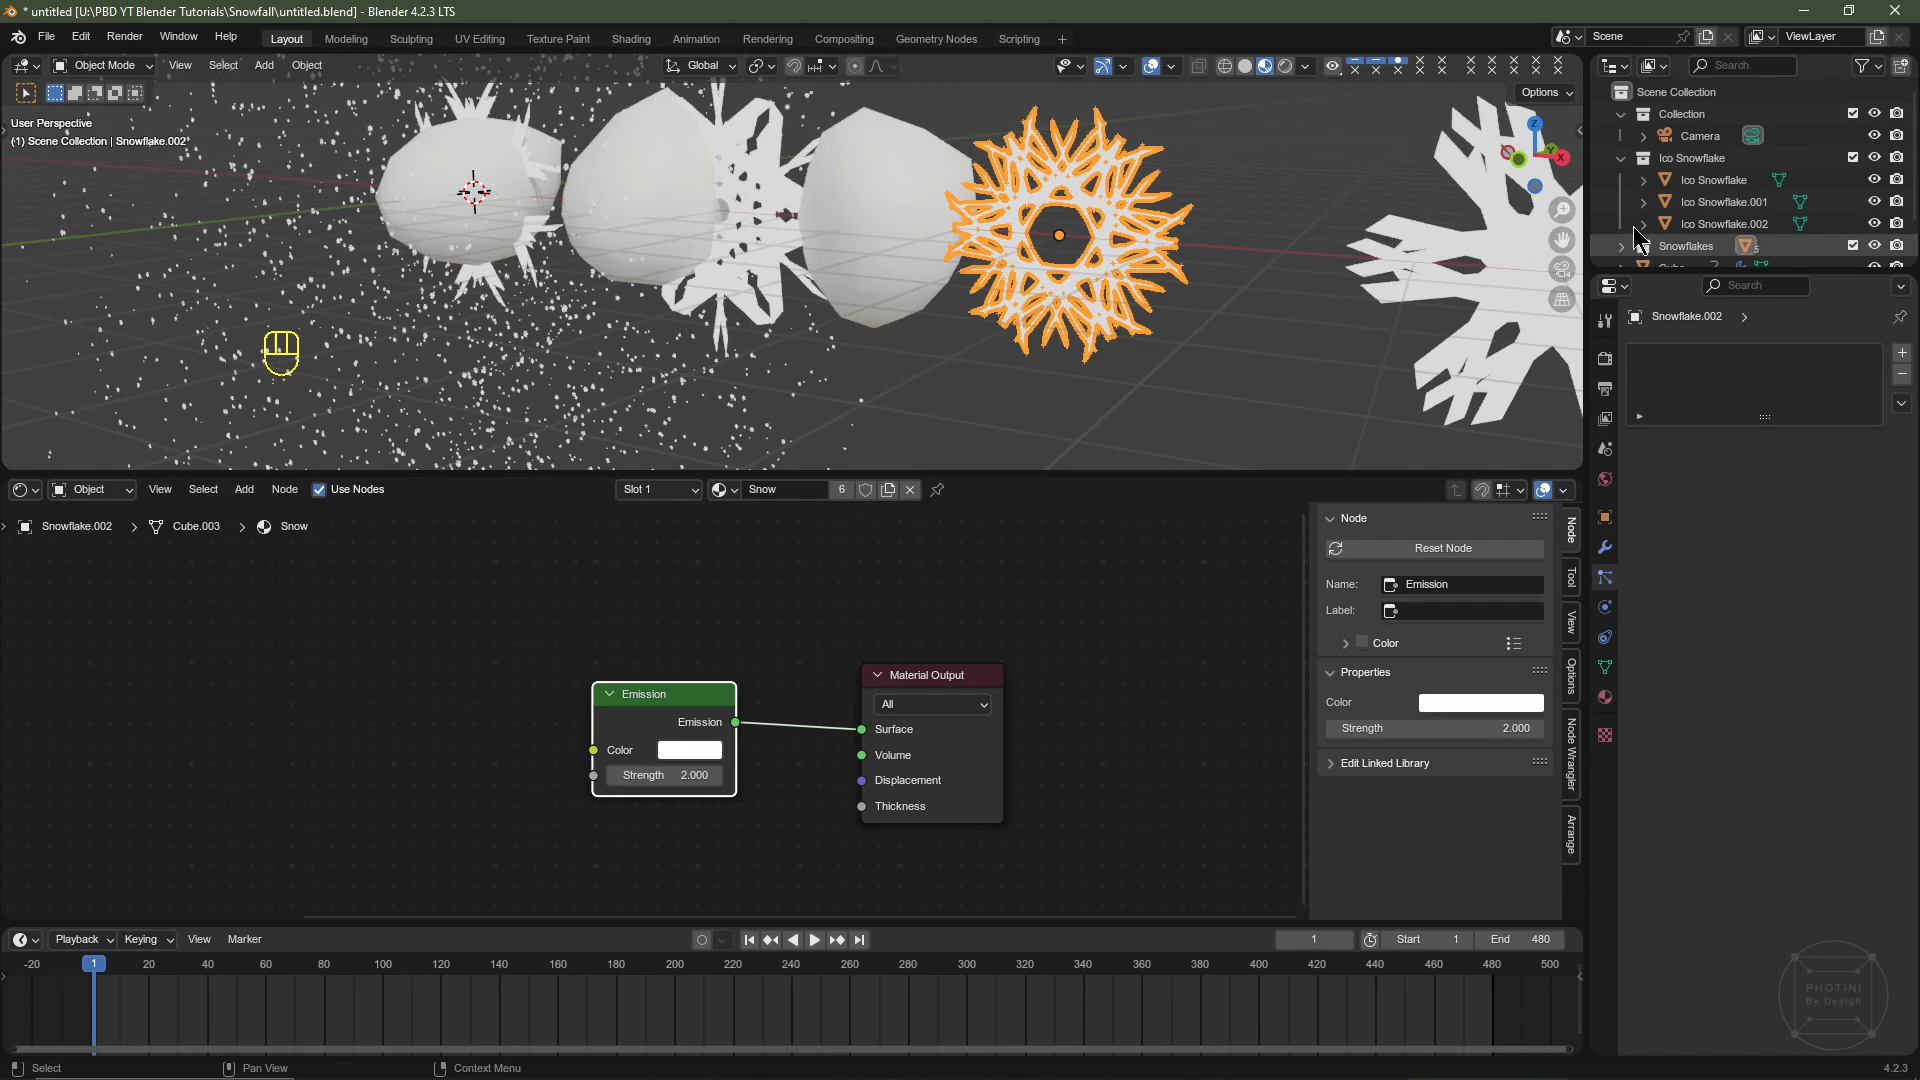 * untitled [U:\PBD YT Blender Tutorials\Snowfall\untitled.blend] - Blender 4.2.3 LTS
File Edit Render Window Help Layout Modeling Sculpting UV Editing Texture Paint Shading Animation Rendering Compositing Geometry Nodes Scripting + Scene ViewLayer
Object Mode View Select Add Object Global Search
Options
User Perspective
(1) Scene Collection | Snowflake.002
Z
Y
X
Scene Collection
Collection
Camera
Ico Snowflake
Ico Snowflake
Ico Snowflake.001
Ico Snowflake.002
Snowflakes 5
Search
Snowflake.002
Object View Select Add Node Use Nodes Slot 1 Snow 6
Snowflake.002 Cube.003 Snow
Emission
Emission
Color
Strength 2.000
Material Output
All
Surface
Volume
Displacement
Thickness
Node
Reset Node
Name: Emission
Label:
Color
Properties
Color
Strength 2.000
Edit Linked Library
Node
Tool
View
Options
Node Wrangler
Arrange
Playback Keying View Marker 1 Start 1 End 480
-20 1 20 40 60 80 100 120 140 160 180 200 220 240 260 280 300 320 340 360 380 400 420 440 460 480 500
PHOTINI
By Design
Select Pan View Context Menu 4.2.3